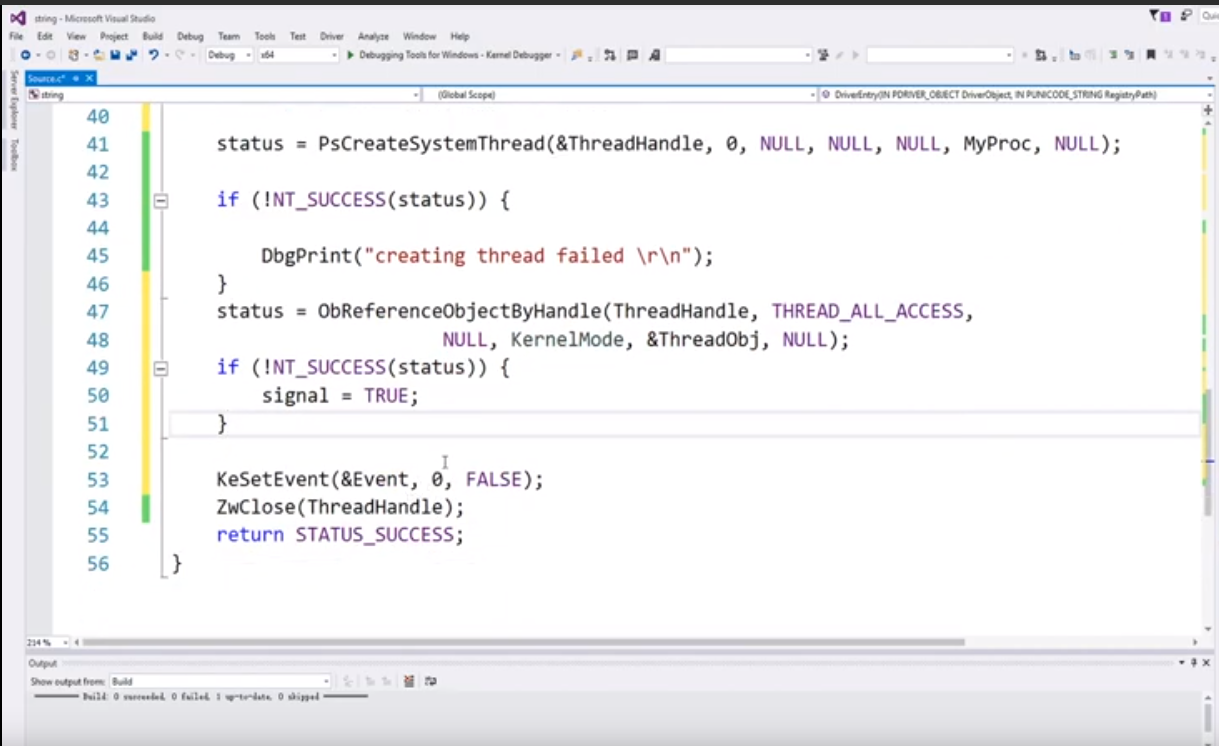 string - Microsoft Visual Studio
File Edit View Project Build Debug Team Tools Test Driver Analyze Window Help
Debug x64 Debugging Tools for Windows - Kernel Debugger
Server Explorer
Toolbox
Source.c*
string (Global Scope) DriverEntry(IN PDRIVER_OBJECT DriverObject, IN PUNICODE_STRING RegistryPath)
40
41 status = PsCreateSystemThread(&ThreadHandle, 0, NULL, NULL, NULL, MyProc, NULL);
42
43 if (!NT_SUCCESS(status)) {
44
45 DbgPrint("creating thread failed \r\n");
46 }
47 status = ObReferenceObjectByHandle(ThreadHandle, THREAD_ALL_ACCESS,
48 NULL, KernelMode, &ThreadObj, NULL);
49 if (!NT_SUCCESS(status)) {
50 signal = TRUE;
51 }
52
53 KeSetEvent(&Event, 0, FALSE);
54 ZwClose(ThreadHandle);
55 return STATUS_SUCCESS;
56 }
214 %
Output
Show output from: Build
Build: 0 succeeded, 0 failed, 1 up-to-date, 0 skipped